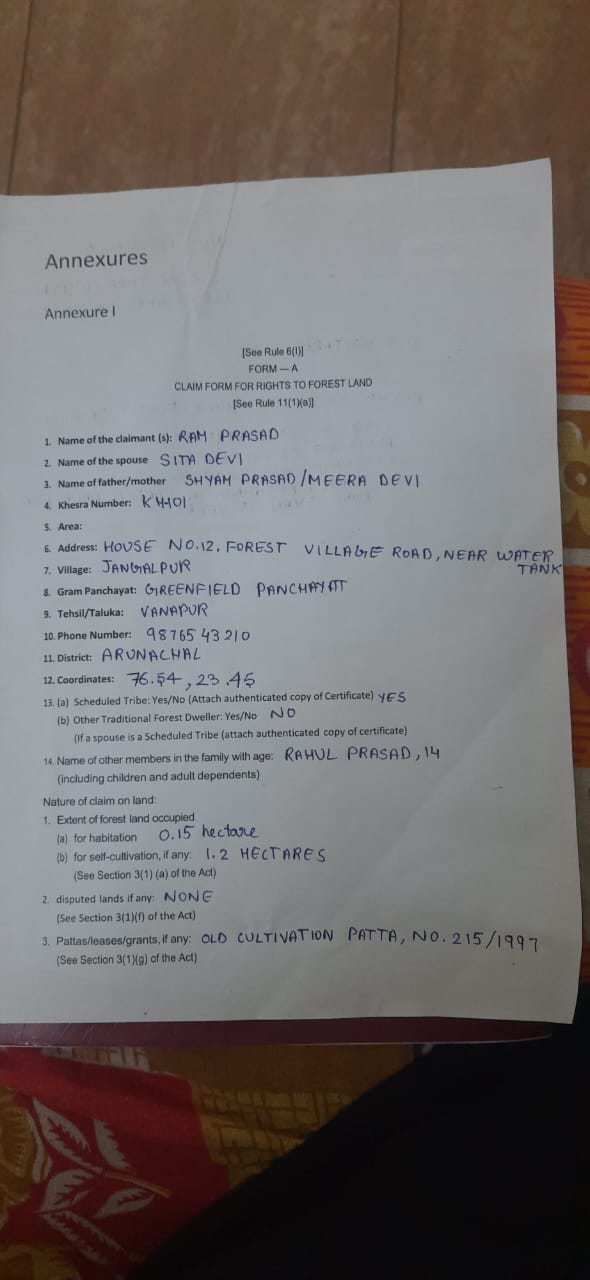 Annexures
Annexure I
[See Rule 6(l)]
FORM – A
CLAIM FORM FOR RIGHTS TO FOREST LAND
[See Rule 11(1)(a)]
1. Name of the claimant (s): RAM PRASAD
2. Name of the spouse SITA DEVI
3. Name of father/mother SHYAM PRASAD/MEERA DEVI
4. Khesra Number:
5. Area:
6. Address: HOUSE NO.12, FOREST VILLAGE ROAD, NEAR WATER
TANK
7. Village: JANGALPUR
8. Gram Panchayat: GREENFIELD PANCHAYAT
9. Tehsil/Taluka: VANAPUR
10. Phone Number: 9876543210
11. District: ARUNACHAL
12. Coordinates: 76.54, 23.45
13. (a) Scheduled Tribe: Yes/No (Attach authenticated copy of Certificate) YES
(b) Other Traditional Forest Dweller: Yes/No NO
(If a spouse is a Scheduled Tribe (attach authenticated copy of certificate)
14. Name of other members in the family with age: RAHUL PRASAD, 14
(including children and adult dependents)
Nature of claim on land:
1. Extent of forest land occupied
(a) for habitation 0.15 hectare
(b) for self-cultivation, if any: 1.2 HECTARES
(See Section 3(1) (a) of the Act)
2. disputed lands if any: NONE
(See Section 3(1)(f) of the Act)
3. Pattas/leases/grants, if any: OLD CULTIVATION PATTA, NO. 215/1997
(See Section 3(1)(g) of the Act)